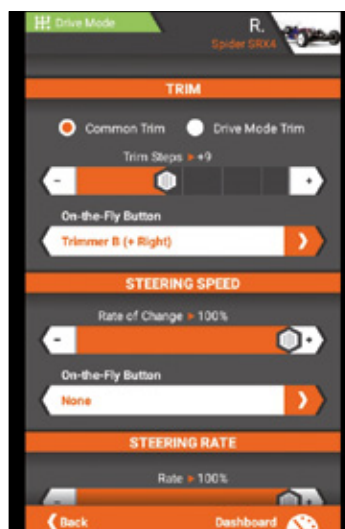 Drive Mode
R.
Spider SRX4
TRIM
Common Trim Drive Mode Trim
Trim Steps ▸ +9
- +
On-the-Fly Button
Trimmer B (+ Right)
STEERING SPEED
Rate of Change ▸ 100%
- +
On-the-Fly Button
None
STEERING RATE
Rate ▸ 100%
Back Dashboard